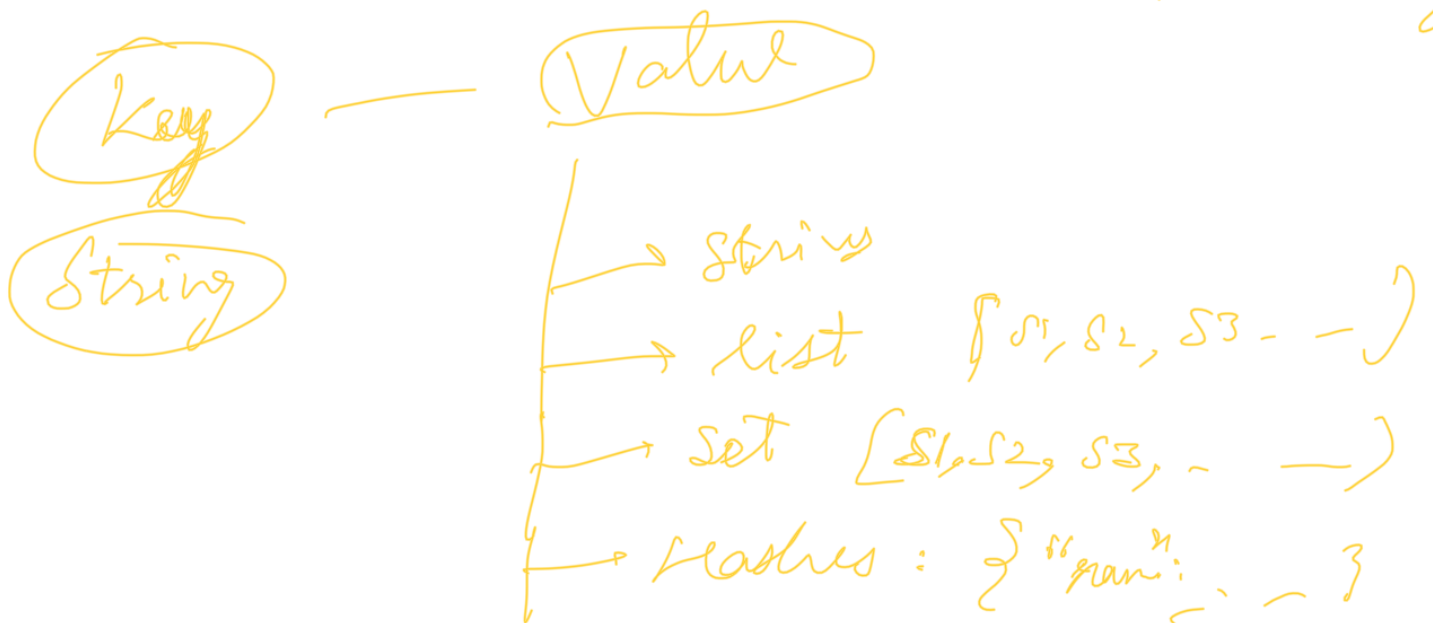 Key — Value
String
→ string
→ list [s1, s2, s3 - -]
→ set [s1, s2, s3, - —]
→ hashes : { " ": _ . _ _ }